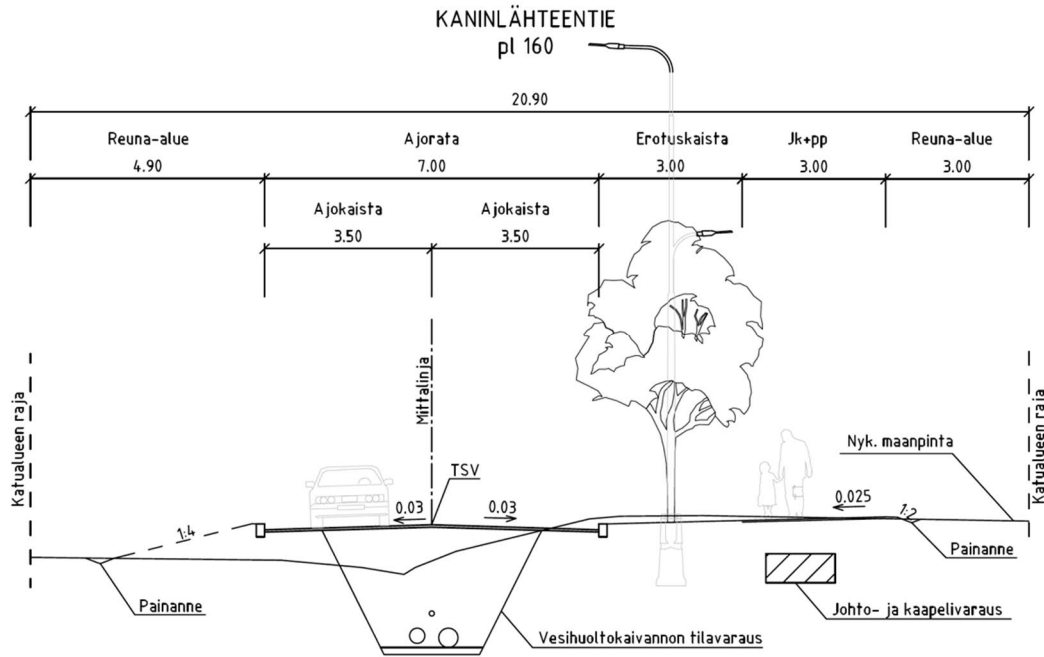 KANINLÄHTEENTIE
pl 160
20.90
Reuna-alue
Ajorata
Erotuskaista
Jk+pp
Reuna-alue
4.90
7.00
3.00
3.00
3.00
Ajokaista
Ajokaista
3.50
3.50
Katualueen raja
Mittalinja
Katualueen raja
Nyk. maanpinta
TSV
0.03
0.03
0.025
1:4
1:2
Painanne
Painanne
Johto- ja kaapelivaraus
Vesihuoltokaivannon tilavaraus